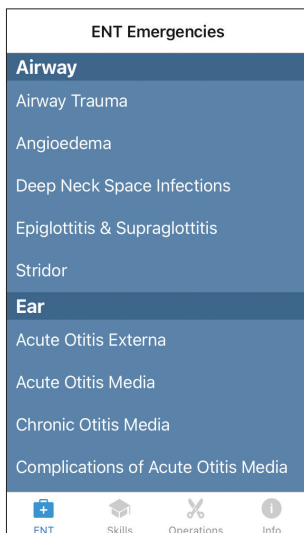 ENT Emergencies
Airway
Airway Trauma
Angioedema
Deep Neck Space Infections
Epiglottitis & Supraglottitis
Stridor
Ear
Acute Otitis Externa
Acute Otitis Media
Chronic Otitis Media
Complications of Acute Otitis Media
ENT Skills Operations Info